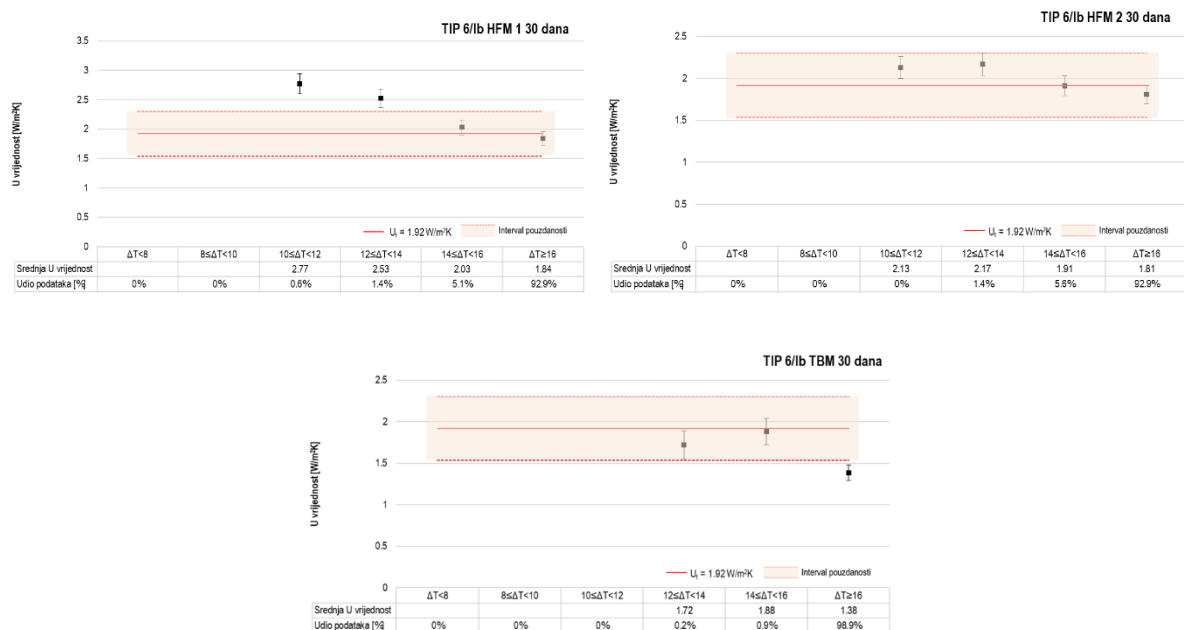 TIP 6/Ib HFM 1 30 dana
3.5
3
2.5
2
1.5
1
0.5
0
U vrijednost [W/m²K]
Uₜ = 1.92 W/m²K Interval pouzdanosti
ΔT<8 8≤ΔT<10 10≤ΔT<12 12≤ΔT<14 14≤ΔT<16 ΔT≥16
Srednja U vrijednost 2.77 2.53 2.03 1.84
Udio podataka [%] 0% 0% 0.6% 1.4% 5.1% 92.9%
TIP 6/Ib HFM 2 30 dana
2.5
2
1.5
1
0.5
0
U vrijednost [W/m²K]
Uₜ = 1.92 W/m²K Interval pouzdanosti
ΔT<8 8≤ΔT<10 10≤ΔT<12 12≤ΔT<14 14≤ΔT<16 ΔT≥16
Srednja U vrijednost 2.13 2.17 1.91 1.81
Udio podataka [%] 0% 0% 0% 1.4% 5.6% 92.9%
TIP 6/Ib TBM 30 dana
2.5
2
1.5
1
0.5
0
U vrijednost [W/m²K]
Uₜ = 1.92 W/m²K Interval pouzdanosti
ΔT<8 8≤ΔT<10 10≤ΔT<12 12≤ΔT<14 14≤ΔT<16 ΔT≥16
Srednja U vrijednost 1.72 1.88 1.38
Udio podataka [%] 0% 0% 0% 0.2% 0.9% 98.9%